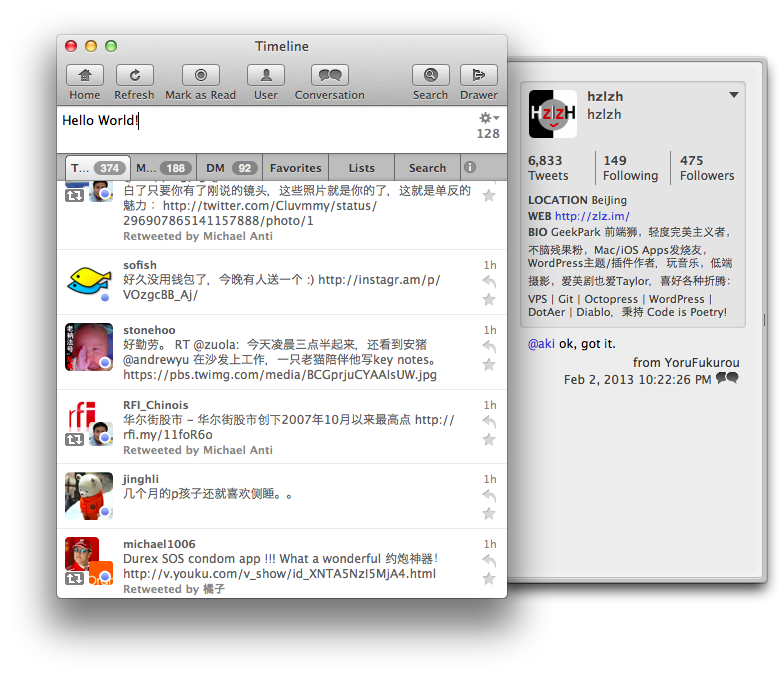 Timeline
Home Refresh Mark as Read User Conversation Search Drawer
Hello World!
128
T... 374 M... 188 DM 92 Favorites Lists Search
白了只要你有了刚说的镜头，这些照片就是你的了，这就是单反的
魅力： http://twitter.com/Cluvmmy/status/
296907865141157888/photo/1
Retweeted by Michael Anti
sofish 1h
好久没用钱包了，今晚有人送一个 :) http://instagr.am/p/
VOzgcBB_Aj/
stonehoo 1h
好勤劳。 RT @zuola：今天凌晨三点半起来，还看到安猪
@andrewyu 在沙发上工作，一只老猫陪伴他写key notes。
https://pbs.twimg.com/media/BCGprjuCYAAlsUW.jpg
rfi
RFI_Chinois 1h
华尔街股市 – 华尔街股市创下2007年10月以来最高点 http://
rfi.my/11foR6o
Retweeted by Michael Anti
jinghli 1h
几个月的p孩子还就喜欢侧睡。。
michael1006 1h
Durex SOS condom app !!! What a wonderful 约炮神器！
http://v.youku.com/v_show/id_XNTA5NzI5MjA4.html
Retweeted by 橘子
HZlZH
hzlzh
hzlzh
6,833 149 475
Tweets Following Followers
LOCATION BeiJing
WEB http://zlz.im/
BIO GeekPark 前端狮，轻度完美主义者，
不脑残果粉，Mac/iOS Apps发烧友，
WordPress主题/插件作者，玩音乐，低端
摄影，爱美剧也爱Taylor，喜好各种折腾：
VPS | Git | Octopress | WordPress |
DotAer | Diablo，秉持 Code is Poetry!
@aki ok, got it.
from YoruFukurou
Feb 2, 2013 10:22:26 PM